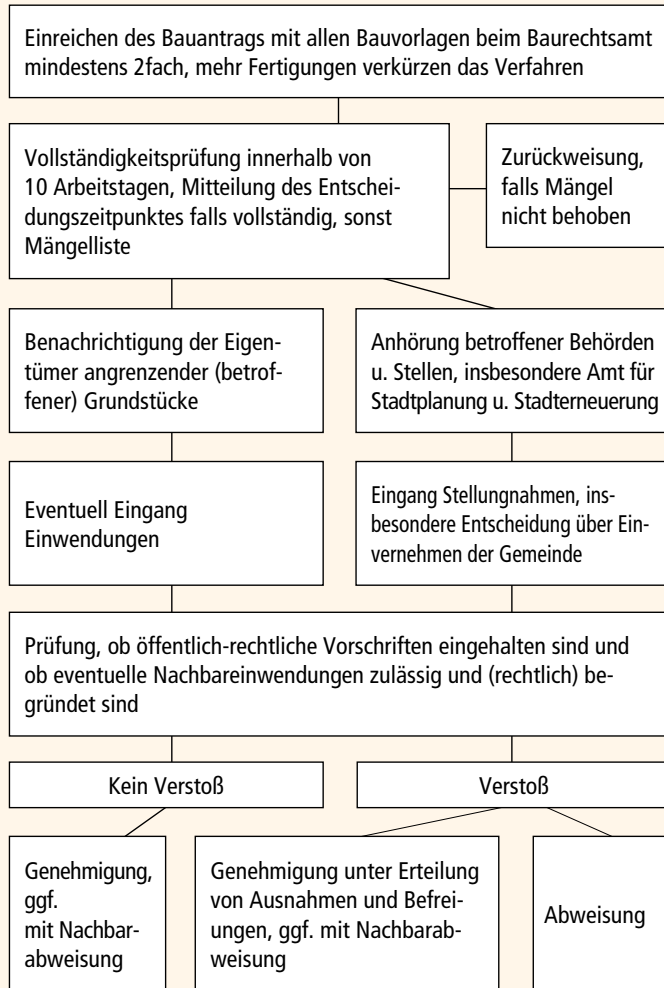 Einreichen des Bauantrags mit allen Bauvorlagen beim Baurechtsamt
mindestens 2fach, mehr Fertigungen verkürzen das Verfahren
Vollständigkeitsprüfung innerhalb von
10 Arbeitstagen, Mitteilung des Entschei-
dungszeitpunktes falls vollständig, sonst
Mängelliste
Zurückweisung,
falls Mängel
nicht behoben
Benachrichtigung der Eigen-
tümer angrenzender (betrof-
fener) Grundstücke
Anhörung betroffener Behörden
u. Stellen, insbesondere Amt für
Stadtplanung u. Stadterneuerung
Eventuell Eingang
Einwendungen
Eingang Stellungnahmen, ins-
besondere Entscheidung über Ein-
vernehmen der Gemeinde
Prüfung, ob öffentlich-rechtliche Vorschriften eingehalten sind und
ob eventuelle Nachbareinwendungen zulässig und (rechtlich) be-
gründet sind
Kein Verstoß
Verstoß
Genehmigung,
ggf.
mit Nachbar-
abweisung
Genehmigung unter Erteilung
von Ausnahmen und Befrei-
ungen, ggf. mit Nachbarab-
weisung
Abweisung